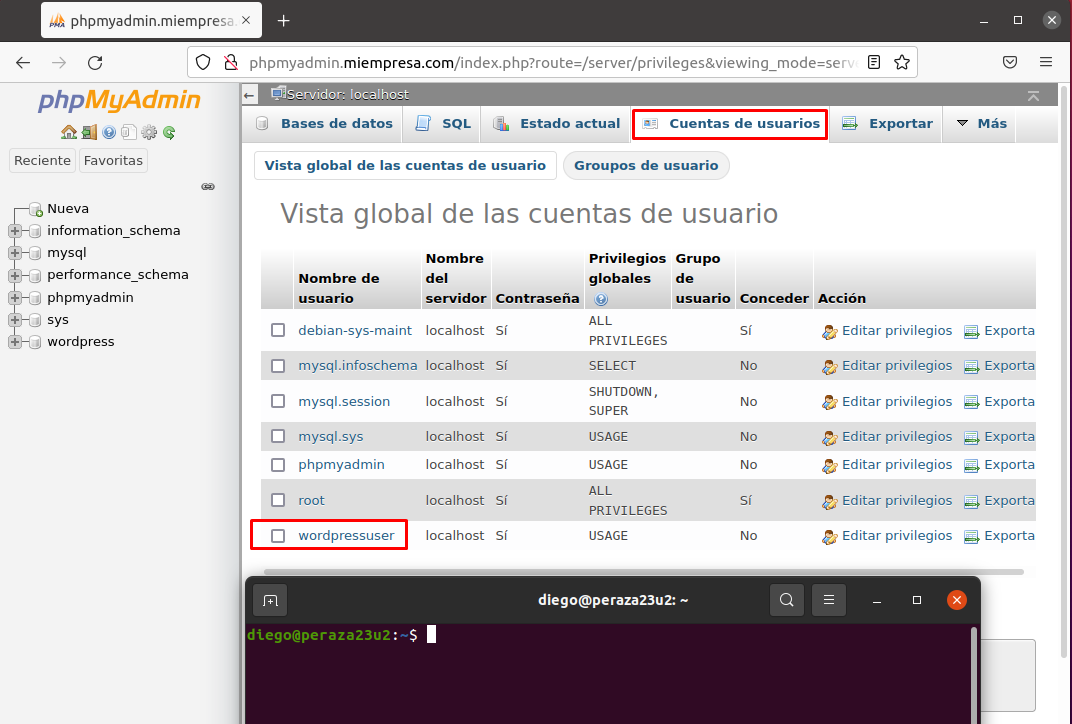 phpmyadmin.miempresa.
phpmyadmin.miempresa.com/index.php?route=/server/privileges&viewing_mode=serve
phpMyAdmin
Reciente Favoritas
Nueva
information_schema
mysql
performance_schema
phpmyadmin
sys
wordpress
Servidor: localhost
Bases de datos SQL Estado actual Cuentas de usuarios Exportar Más
Vista global de las cuentas de usuario Groupos de usuario
Vista global de las cuentas de usuario
Nombre de usuario Nombre del servidor Contraseña Privilegios globales Grupo de usuario Conceder Acción
debian-sys-maint localhost Sí ALL PRIVILEGES Sí Editar privilegios Exporta
mysql.infoschema localhost Sí SELECT No Editar privilegios Exporta
mysql.session localhost Sí SHUTDOWN, SUPER No Editar privilegios Exporta
mysql.sys localhost Sí USAGE No Editar privilegios Exporta
phpmyadmin localhost Sí USAGE No Editar privilegios Exporta
root localhost Sí ALL PRIVILEGES Sí Editar privilegios Exporta
wordpressuser localhost Sí USAGE No Editar privilegios Exporta
diego@peraza23u2: ~
diego@peraza23u2:~$